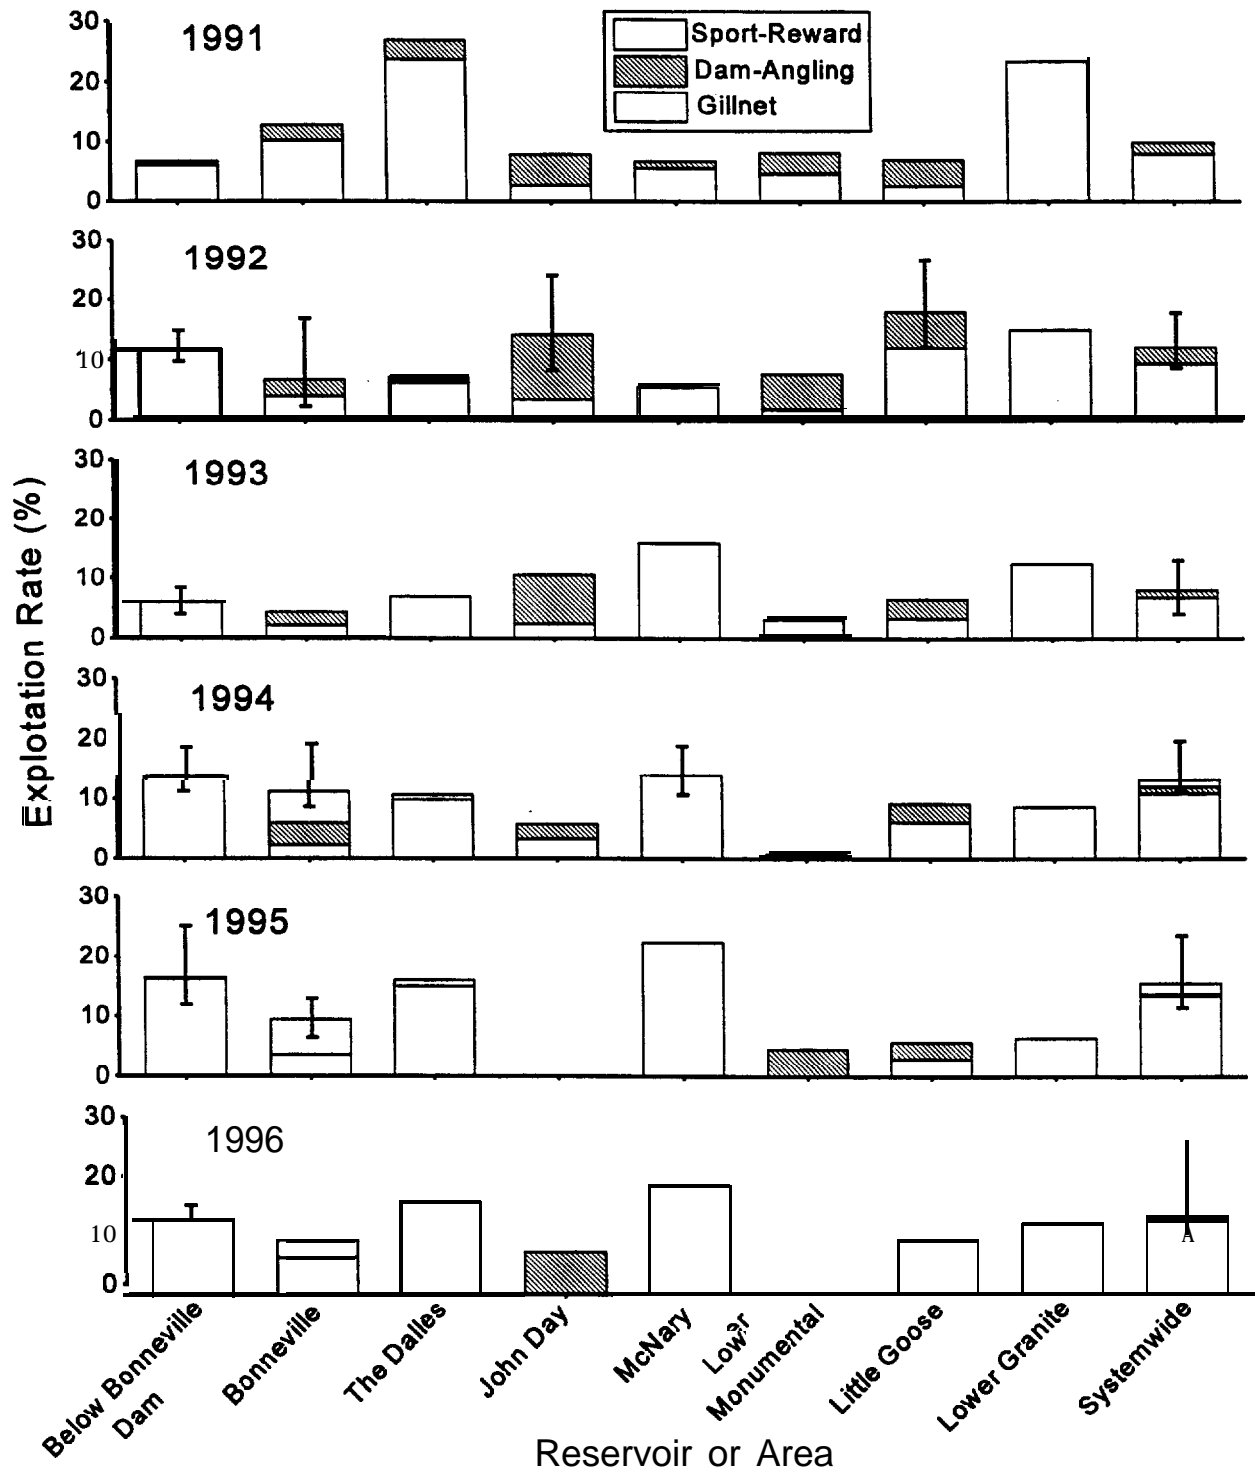 30
20
10
0
1991
Sport-Reward
Dam-Angling
Gillnet
30
20
10
0
1992
30
20
10
0
1993
30
20
10
0
1994
30
20
10
0
1995
30
20
10
0
1996
A
Explotation Rate (%)
Below Bonneville
Dam
Bonneville
The Dalles
John Day
McNary
Lower
Monumental
Little Goose
Lower Granite
Systemwide
Reservoir or Area